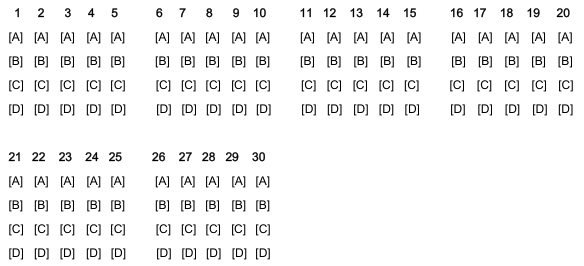 1 2 3 4 5 6 7 8 9 10 11 12 13 14 15 16 17 18 19 20
[A] [A] [A] [A] [A] [A] [A] [A] [A] [A] [A] [A] [A] [A] [A] [A] [A] [A] [A] [A]
[B] [B] [B] [B] [B] [B] [B] [B] [B] [B] [B] [B] [B] [B] [B] [B] [B] [B] [B] [B]
[C] [C] [C] [C] [C] [C] [C] [C] [C] [C] [C] [C] [C] [C] [C] [C] [C] [C] [C] [C]
[D] [D] [D] [D] [D] [D] [D] [D] [D] [D] [D] [D] [D] [D] [D] [D] [D] [D] [D] [D]
21 22 23 24 25 26 27 28 29 30
[A] [A] [A] [A] [A] [A] [A] [A] [A] [A]
[B] [B] [B] [B] [B] [B] [B] [B] [B] [B]
[C] [C] [C] [C] [C] [C] [C] [C] [C] [C]
[D] [D] [D] [D] [D] [D] [D] [D] [D] [D]